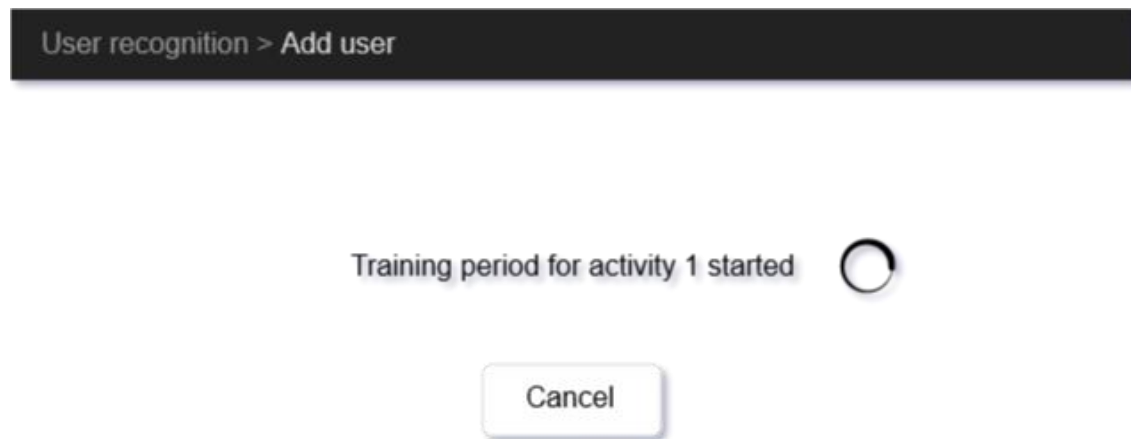 User recognition > Add user
Training period for activity 1 started
Cancel